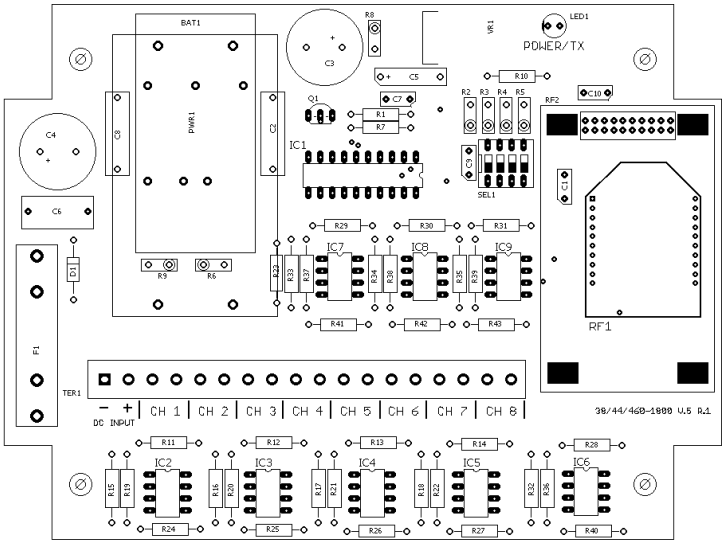 BAT1
R8
VR1
LED1
POWER/TX
C3
C5
R10
C10
Q1
C7
R1
R7
R2 R3 R4 R5
RF2
C4
C8
PWR1
C2
IC1
C9
SEL1
C1
C6
R29
R30
R31
IC7
IC8
IC9
D1
R9
R6
R23
R33
R37
R34
R38
R35
R39
RF1
R41
R42
R43
F1
TER1
- + CH 1 CH 2 CH 3 CH 4 CH 5 CH 6 CH 7 CH 8
DC INPUT
38/44/460-1800 V.5 R.1
R11
R12
R13
R14
R28
IC2
IC3
IC4
IC5
IC6
R15
R19
R16
R20
R17
R21
R18
R22
R32
R36
R24
R25
R26
R27
R40